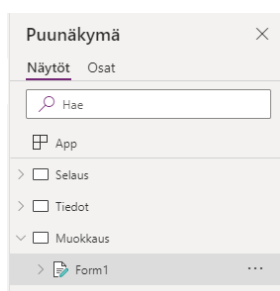 Puunäkymä
Näytöt Osat
Hae
App
Selaus
Tiedot
Muokkaus
Form1